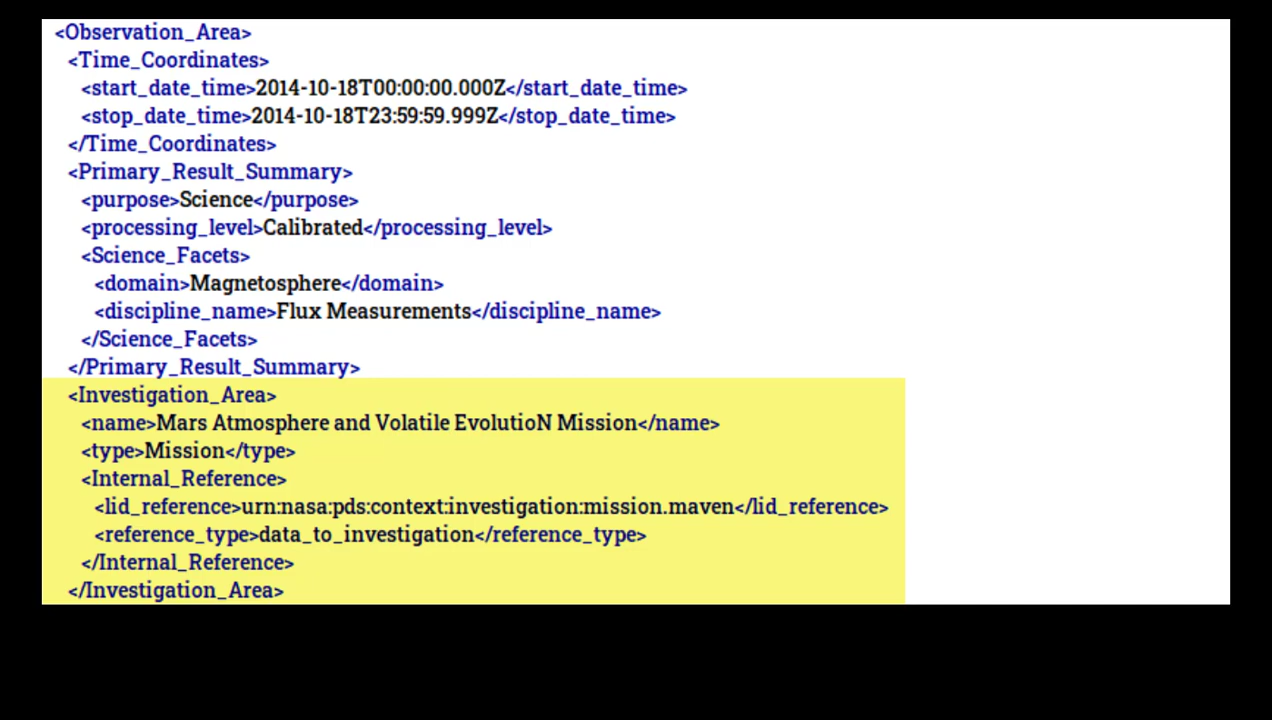 <Observation_Area>
<Time_Coordinates>
<start_date_time>2014-10-18T00:00:00.000Z</start_date_time>
<stop_date_time>2014-10-18T23:59:59.999Z</stop_date_time>
</Time_Coordinates>
<Primary_Result_Summary>
<purpose>Science</purpose>
<processing_level>Calibrated</processing_level>
<Science_Facets>
<domain>Magnetosphere</domain>
<discipline_name>Flux Measurements</discipline_name>
</Science_Facets>
</Primary_Result_Summary>
<Investigation_Area>
<name>Mars Atmosphere and Volatile EvolutioN Mission</name>
<type>Mission</type>
<Internal_Reference>
<lid_reference>urn:nasa:pds:context:investigation:mission.maven</lid_reference>
<reference_type>data_to_investigation</reference_type>
</Internal_Reference>
</Investigation_Area>